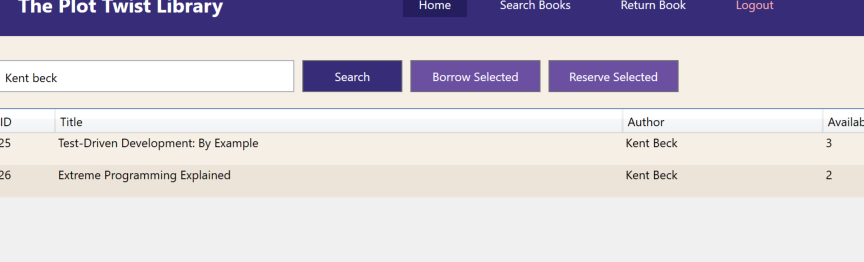 The Plot Twist Library Home Search Books Return Book Logout
Kent beck Search Borrow Selected Reserve Selected
ID Title Author Availab
25 Test-Driven Development: By Example Kent Beck 3
26 Extreme Programming Explained Kent Beck 2